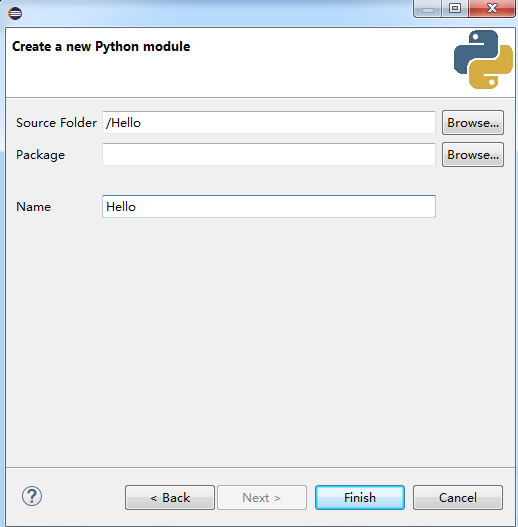 Create a new Python module
Source Folder /Hello Browse...
Package Browse...
Name Hello
? < Back Next > Finish Cancel